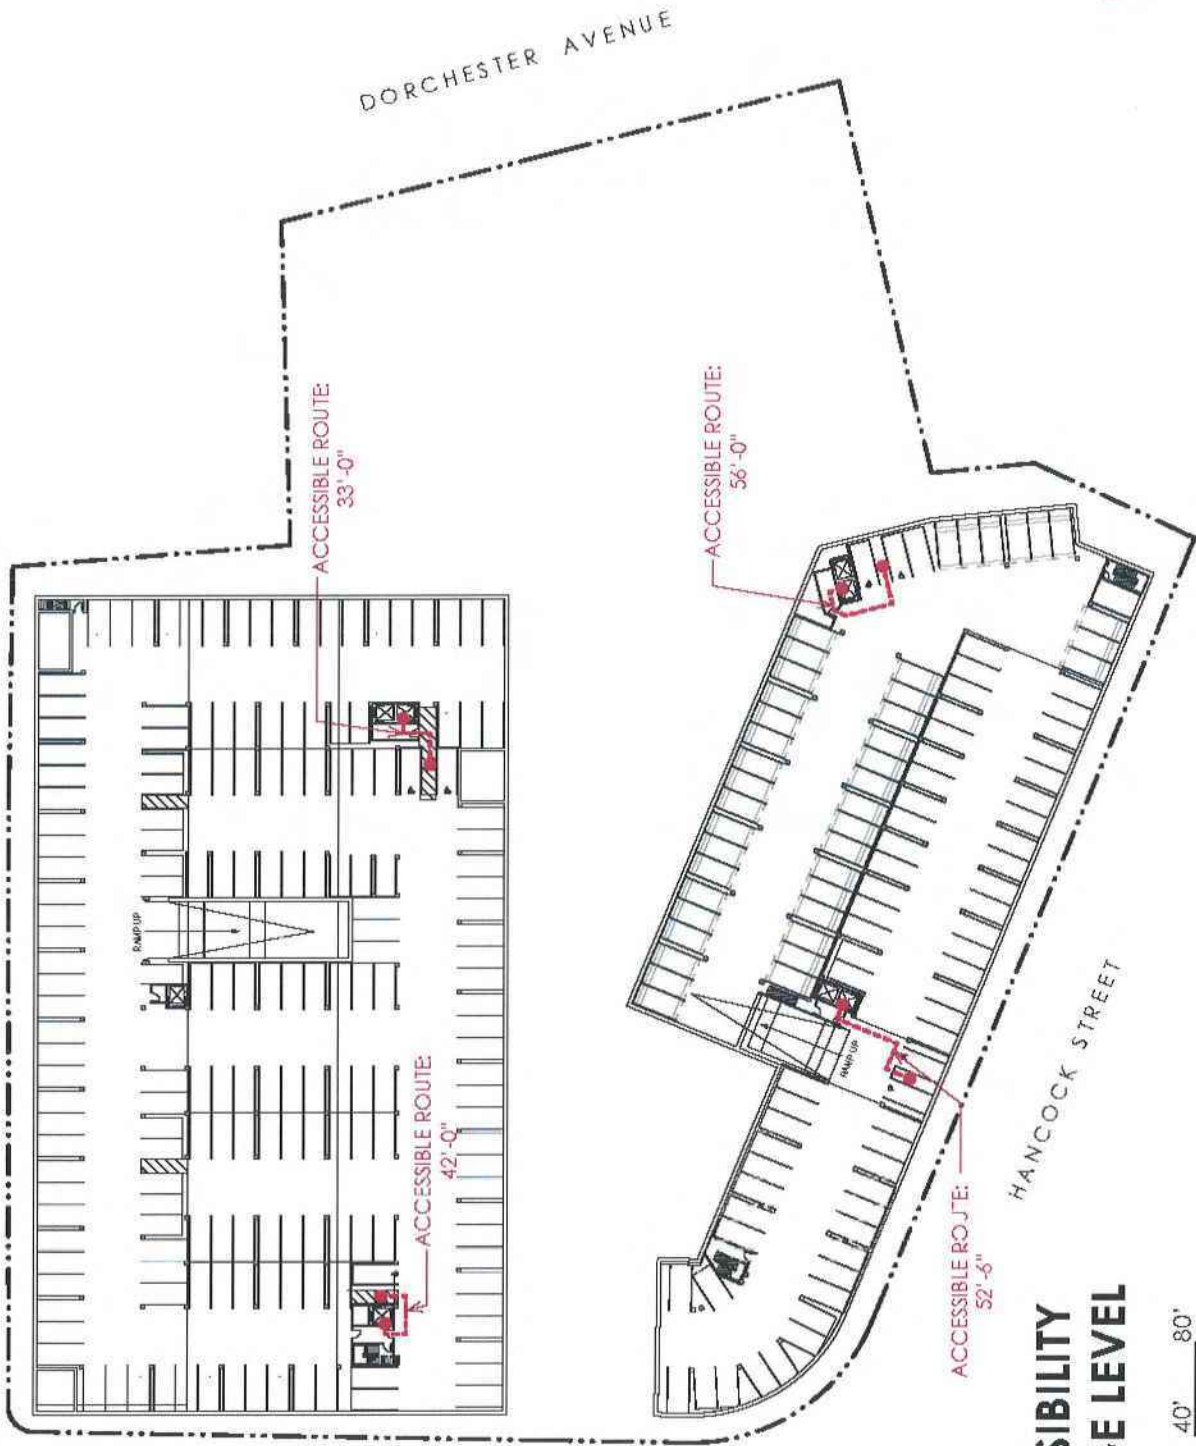 DORCHESTER AVENUE
ACCESSIBLE ROUTE:
33'-0"
ACCESSIBLE ROUTE:
56'-0"
RAMP UP
ACCESSIBLE ROUTE:
42'-0"
RAMP UP
HANCOCK STREET
ACCESSIBLE ROUTE:
52'-6"
SIBILITY
E LEVEL
40' 80'